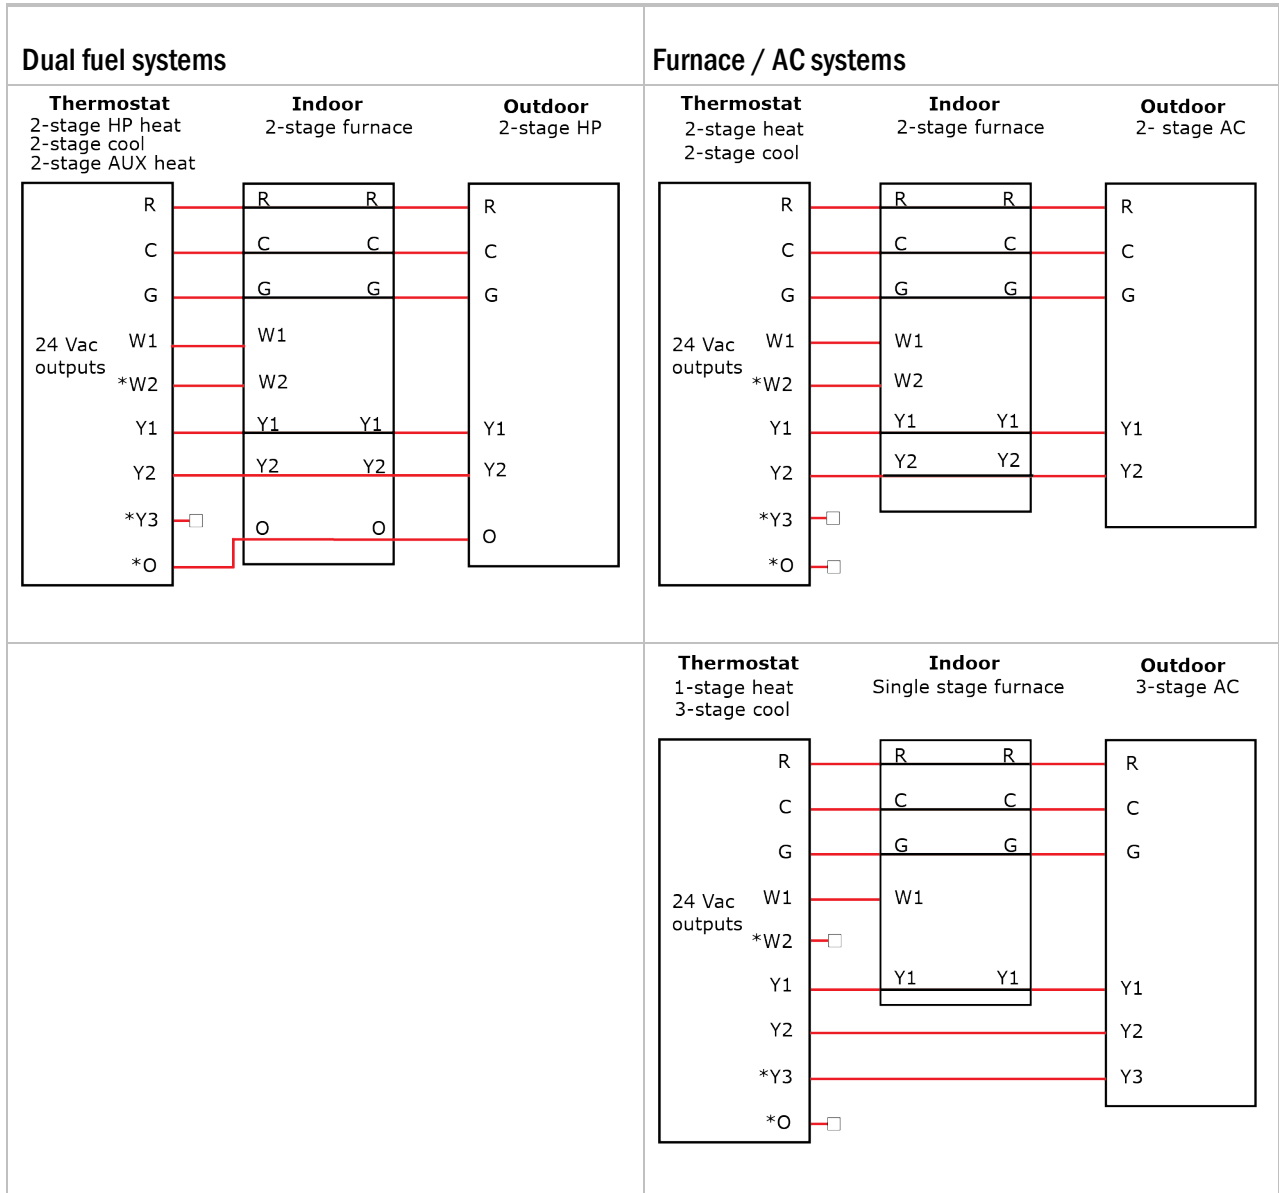 Dual fuel systems
Furnace / AC systems
Thermostat
2-stage HP heat
2-stage cool
2-stage AUX heat
Indoor
2-stage furnace
Outdoor
2-stage HP
R
C
G
W1
*W2
Y1
Y2
*Y3
*O
24 Vac
outputs
R R
C C
G G
W1
W2
Y1 Y1
Y2 Y2
O O
R
C
G
Y1
Y2
O
Thermostat
2-stage heat
2-stage cool
Indoor
2-stage furnace
Outdoor
2- stage AC
R
C
G
W1
*W2
Y1
Y2
*Y3
*O
24 Vac
outputs
R R
C C
G G
W1
W2
Y1 Y1
Y2 Y2
R
C
G
Y1
Y2
Thermostat
1-stage heat
3-stage cool
Indoor
Single stage furnace
Outdoor
3-stage AC
R
C
G
W1
*W2
Y1
Y2
*Y3
*O
24 Vac
outputs
R R
C C
G G
W1
Y1 Y1
R
C
G
Y1
Y2
Y3